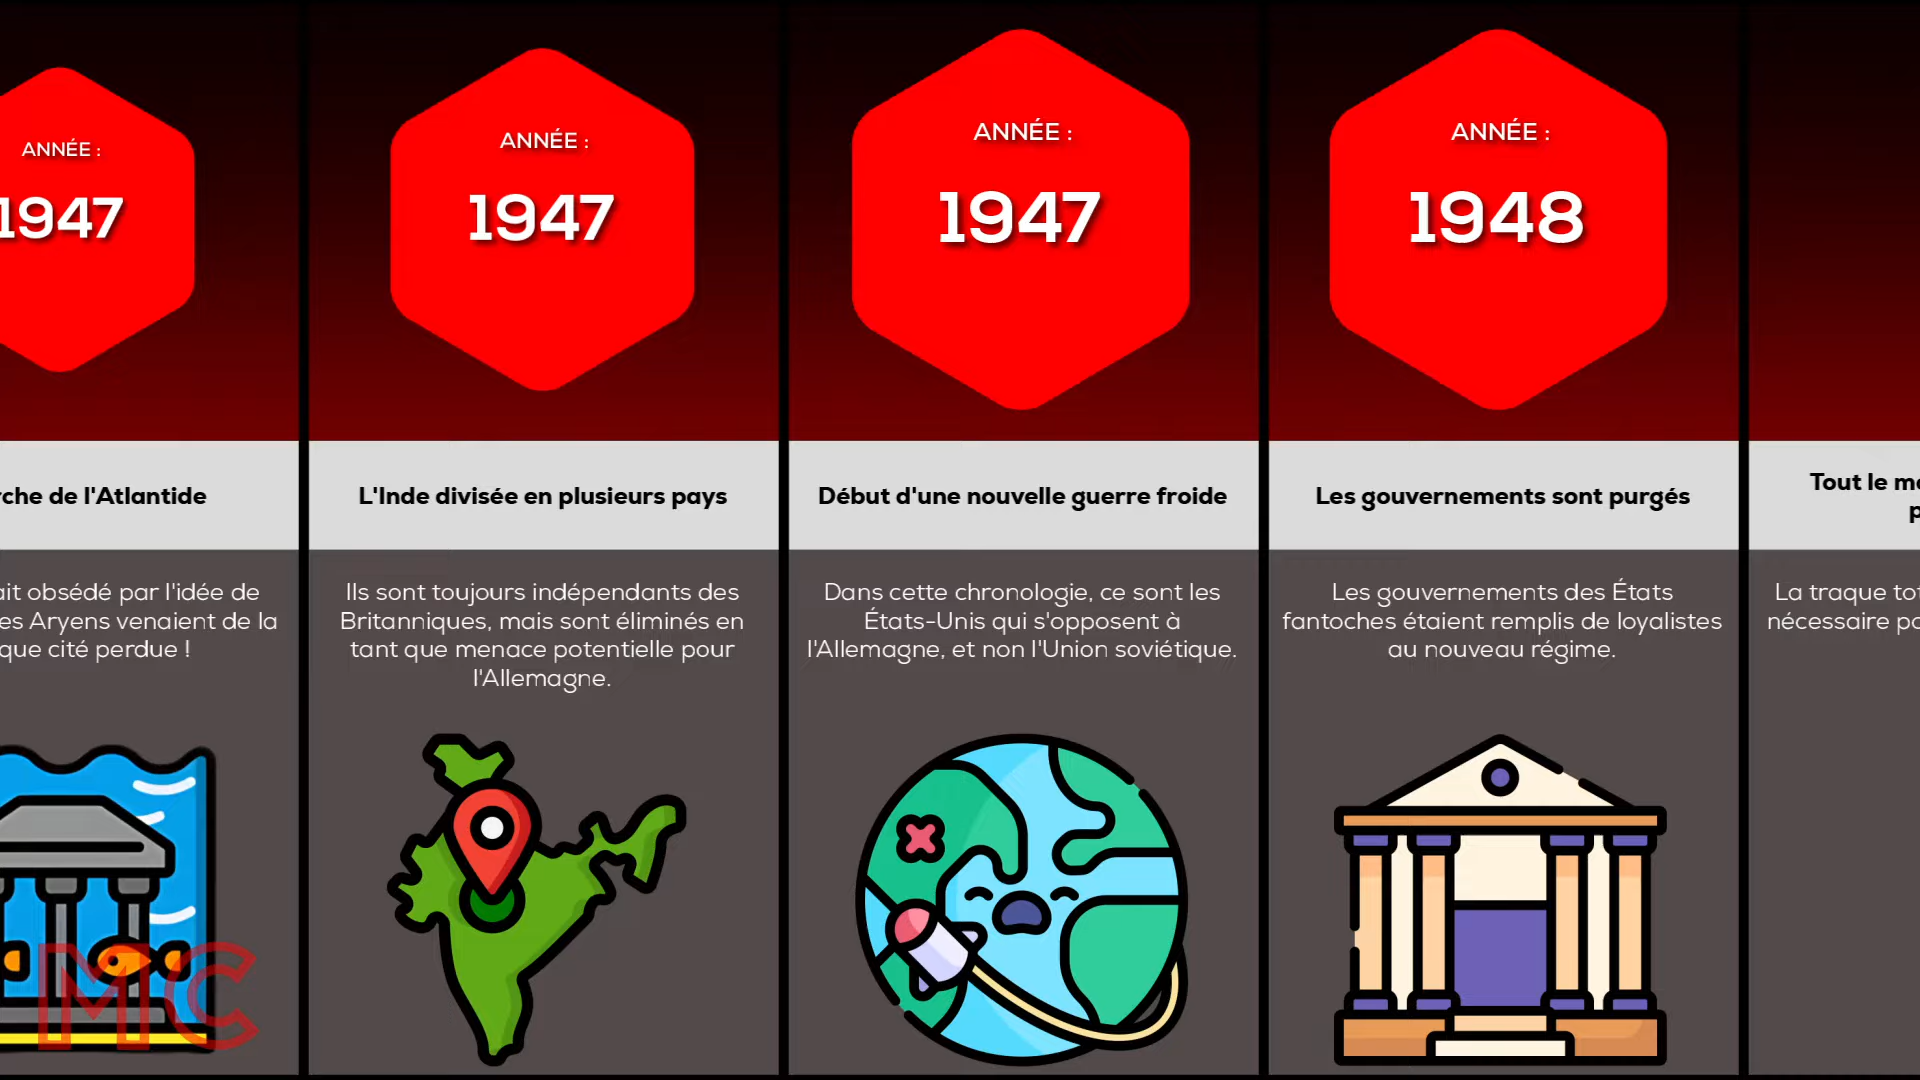 ANNÉE :
1947
rche de l'Atlantide
ait obsédé par l'idée de
es Aryens venaient de la
que cité perdue !
ANNÉE :
1947
L'Inde divisée en plusieurs pays
Ils sont toujours indépendants des
Britanniques, mais sont éliminés en
tant que menace potentielle pour
l'Allemagne.
ANNÉE :
1947
Début d'une nouvelle guerre froide
Dans cette chronologie, ce sont les
États-Unis qui s'opposent à
l'Allemagne, et non l'Union soviétique.
ANNÉE :
1948
Les gouvernements sont purgés
Les gouvernements des États
fantoches étaient remplis de loyalistes
au nouveau régime.
Tout le mo
p
La traque tot
nécessaire po
MC